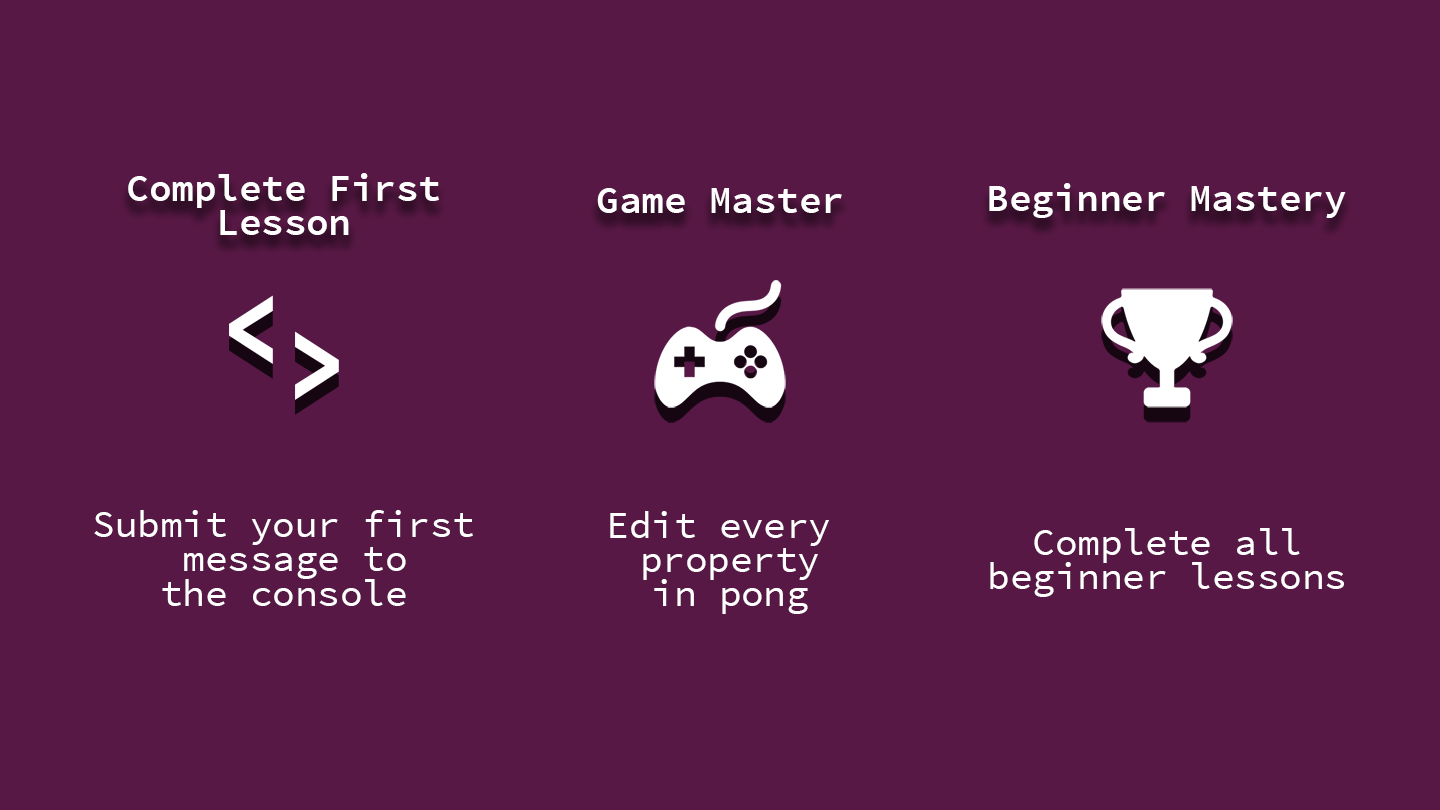 Complete First
Lesson
Submit your first
message to
the console
Game Master
Edit every
property
in pong
Beginner Mastery
Complete all
beginner lessons